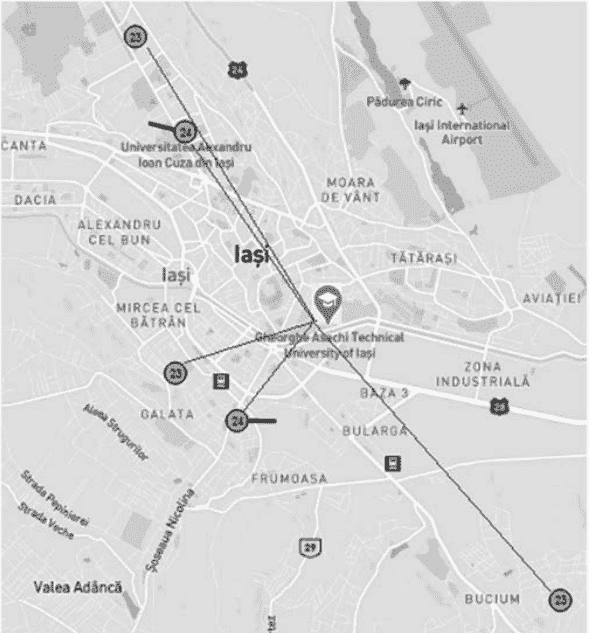 23
24
24
Pădurea Ciric
Iași International
Airport
Universitatea Alexandru
Ioan Cuza din Iași
CANTA
DACIA
MOARA
DE VÂNT
ALEXANDRU
CEL BUN
Iași
TĂTĂRAȘI
Iași
AVIAȚIEI
MIRCEA CEL
BĂTRÂN
Gheorghe Asachi Technical
University of Iași
23
ZONA
INDUSTRIALĂ
BAZA 3
28
GALATA
24
BULARGA
Aleea Strugurilor
FRUMOASA
Strada Pepinierei
Strada Veche
Șoseaua Nicolina
29
Valea Adâncă
BUCIUM
23
tez